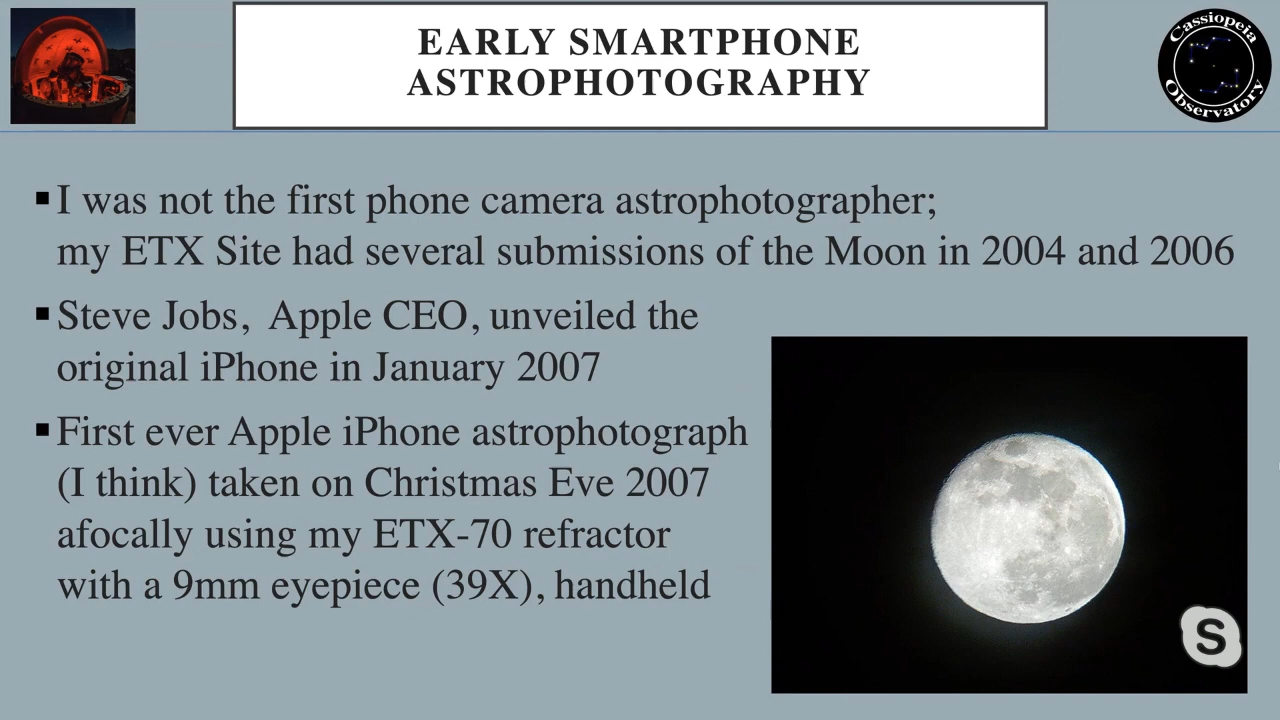 EARLY SMARTPHONE
ASTROPHOTOGRAPHY
Cassiopeia
Observatory
▪ I was not the first phone camera astrophotographer;
my ETX Site had several submissions of the Moon in 2004 and 2006
▪ Steve Jobs, Apple CEO, unveiled the
original iPhone in January 2007
▪ First ever Apple iPhone astrophotograph
(I think) taken on Christmas Eve 2007
afocally using my ETX-70 refractor
with a 9mm eyepiece (39X), handheld
S